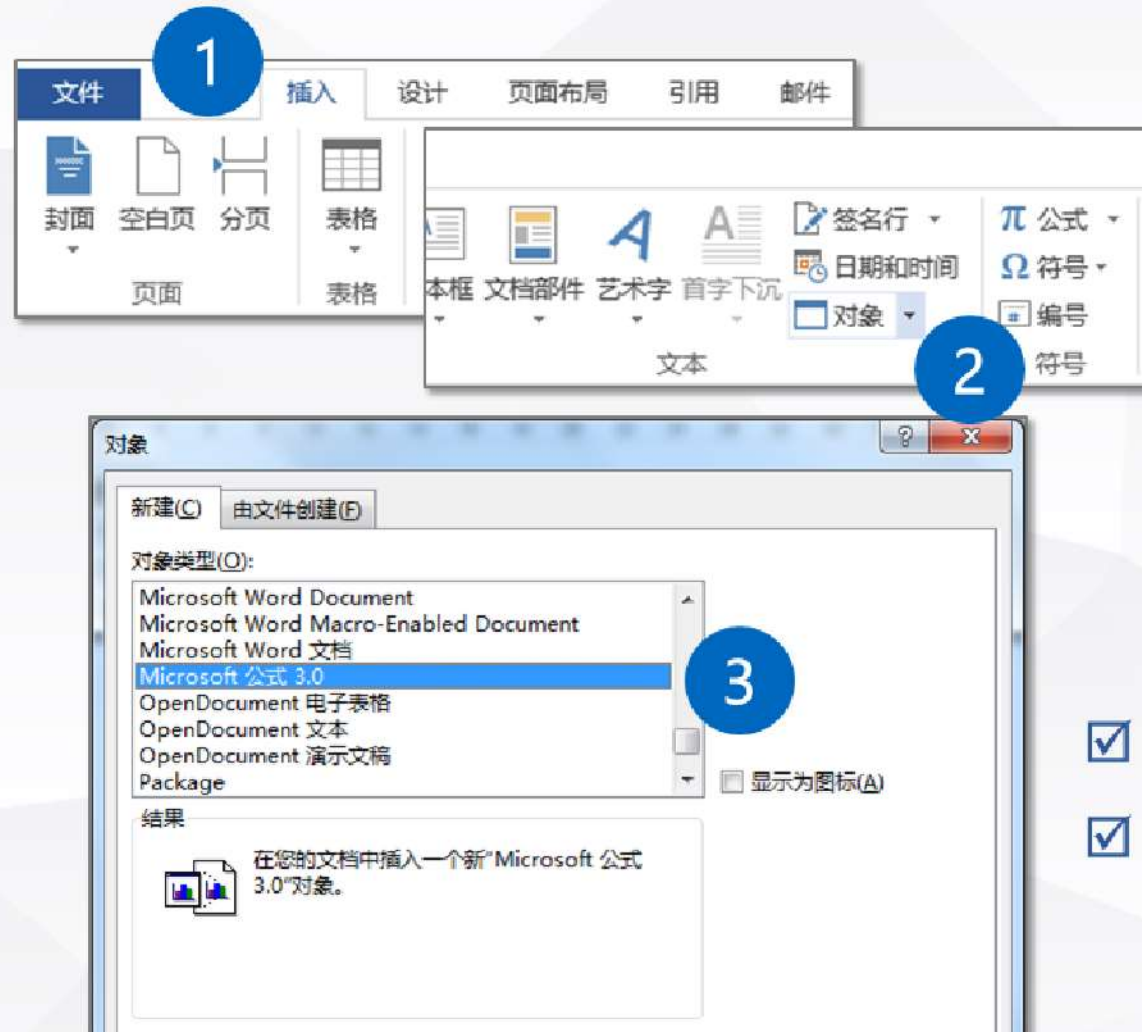 1
文件 插入 设计 页面布局 引用 邮件
封面 空白页 分页 表格
页面 表格
本框 文档部件 艺术字 首字下沉
签名行
日期和时间
对象
文本
π 公式
Ω 符号
# 编号
符号
2
对象
新建(C) 由文件创建(F)
对象类型(O):
Microsoft Word Document
Microsoft Word Macro-Enabled Document
Microsoft Word 文档
Microsoft 公式 3.0
OpenDocument 电子表格
OpenDocument 文本
OpenDocument 演示文稿
Package
3
显示为图标(A)
结果
在您的文档中插入一个新"Microsoft 公式
3.0"对象。